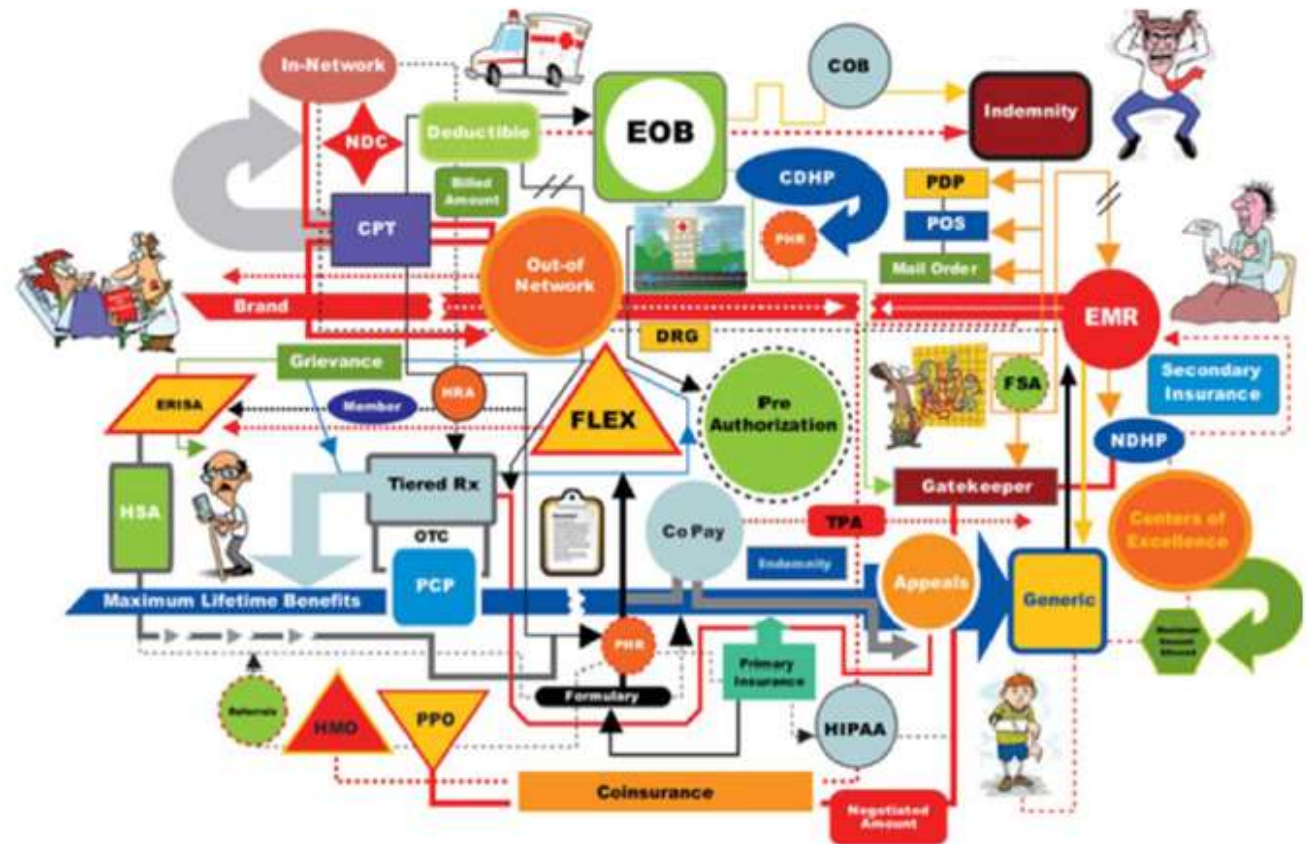 In-Network
COB
Indemnity
NDC
Deductible
EOB
CDHP
PDP
Billed
Amount
CPT
PHR
POS
Out-of
Network
Mail Order
Brand
EMR
DRG
Grievance
Secondary
Insurance
ERISA
Member
HRA
FLEX
Pre
Authorization
FSA
NDHP
Tiered Rx
Gatekeeper
HSA
OTC
Co Pay
TPA
Centers of
Excellence
PCP
Endemnity
Appeals
Maximum Lifetime Benefits
Generic
PHR
Primary
Insurance
Formulary
Referrals
HMO
PPO
HIPAA
Coinsurance
Negotiated
Amount